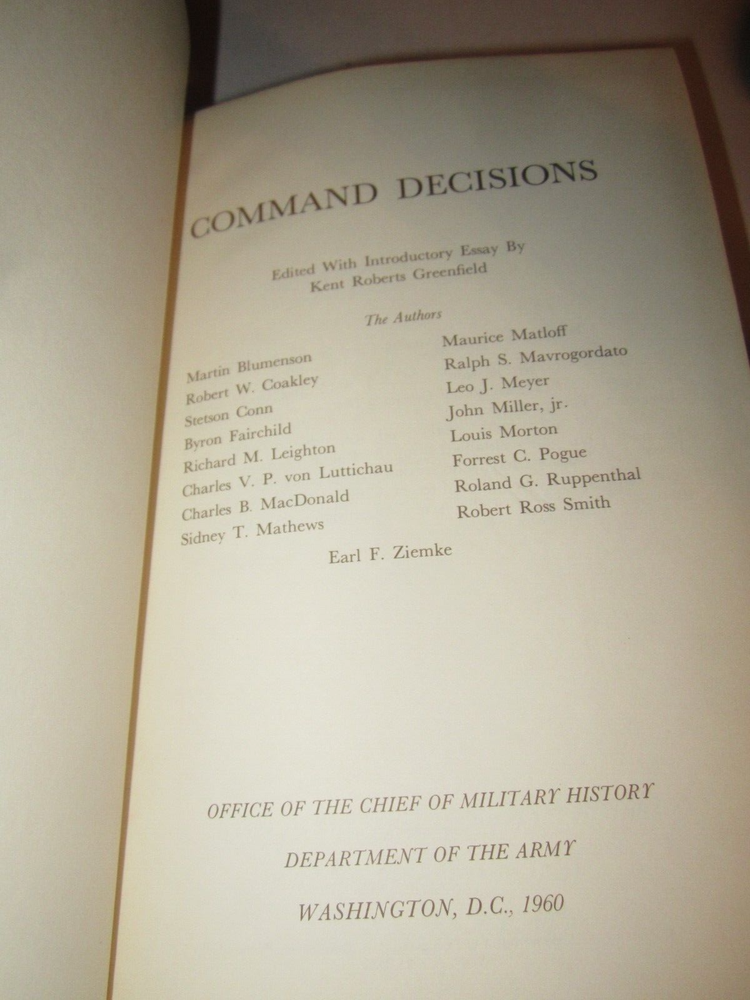 COMMAND DECISIONS
Edited With Introductory Essay By
Kent Roberts Greenfield
The Authors
Martin Blumenson
Robert W. Coakley
Stetson Conn
Byron Fairchild
Richard M. Leighton
Charles V. P. von Luttichau
Charles B. MacDonald
Sidney T. Mathews
Maurice Matloff
Ralph S. Mavrogordato
Leo J. Meyer
John Miller, jr.
Louis Morton
Forrest C. Pogue
Roland G. Ruppenthal
Robert Ross Smith
Earl F. Ziemke
OFFICE OF THE CHIEF OF MILITARY HISTORY
DEPARTMENT OF THE ARMY
WASHINGTON, D.C., 1960